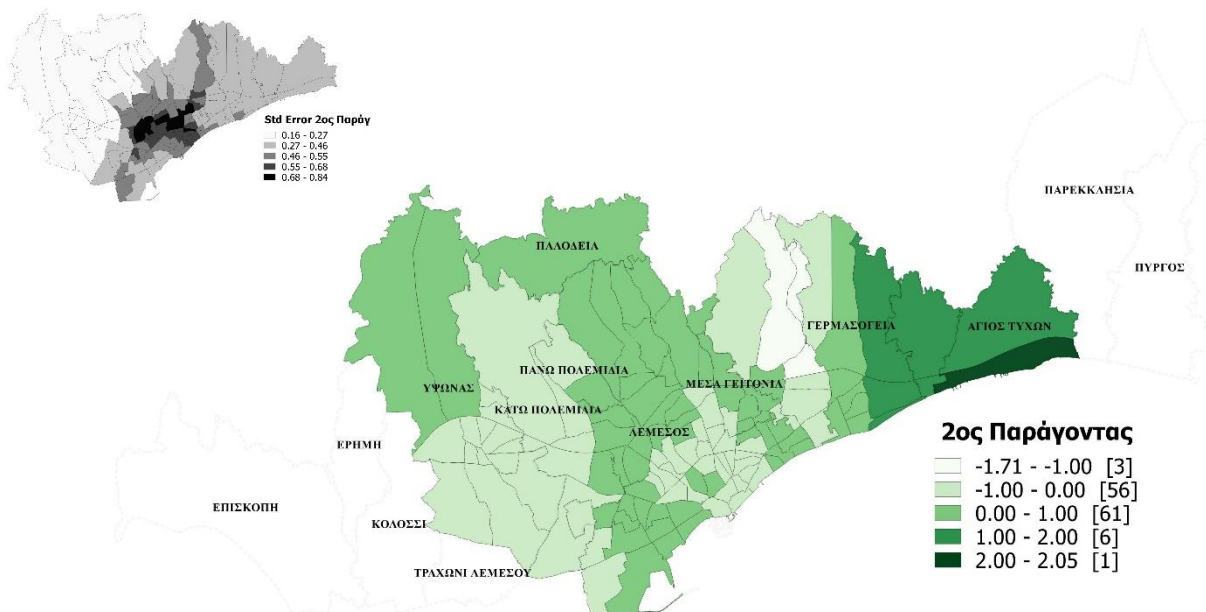 Std Error 2ος Παράγ
0.16 - 0.27
0.27 - 0.46
0.46 - 0.55
0.55 - 0.68
0.68 - 0.84
ΠΑΡΕΚΚΛΗΣΙΑ
ΠΥΡΓΟΣ
ΠΑΛΟΔΕΙΑ
ΓΕΡΜΑΣΟΓΕΙΑ
ΑΓΙΟΣ ΤΥΧΩΝ
ΠΑΝΩ ΠΟΛΕΜΙΔΙΑ
ΥΨΩΝΑΣ
ΜΕΣΑ ΓΕΙΤΟΝΙΑ
ΚΑΤΩ ΠΟΛΕΜΙΔΙΑ
ΛΕΜΕΣΟΣ
ΕΡΗΜΗ
ΕΠΙΣΚΟΠΗ
ΚΟΛΟΣΣΙ
ΤΡΑΧΩΝΙ ΛΕΜΕΣΟΥ
2ος Παράγοντας
-1.71 - -1.00 [3]
-1.00 - 0.00 [56]
0.00 - 1.00 [61]
1.00 - 2.00 [6]
2.00 - 2.05 [1]